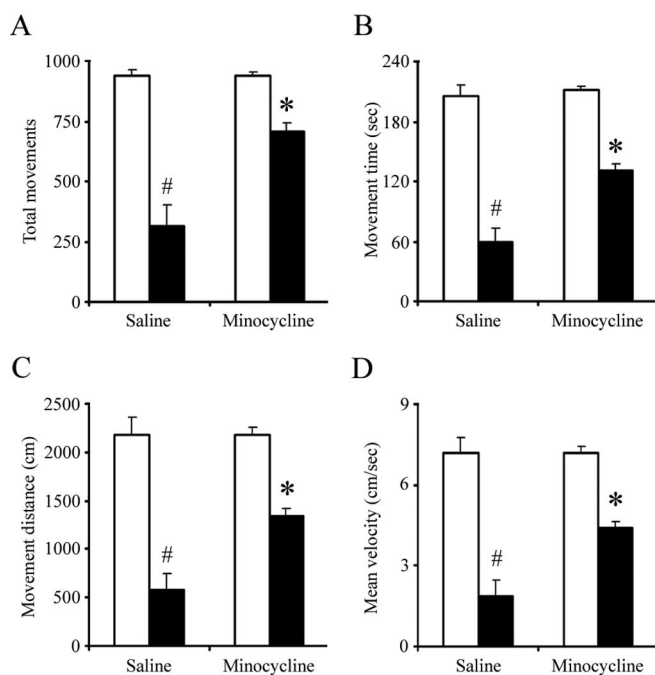 A
Total movements
1000
750
500
250
0
#
*
Saline Minocycline
B
Movement time (sec)
240
180
120
60
0
#
*
Saline Minocycline
C
Movement distance (cm)
2500
2000
1500
1000
500
0
#
*
Saline Minocycline
D
Mean velocity (cm/sec)
9
6
3
0
#
*
Saline Minocycline